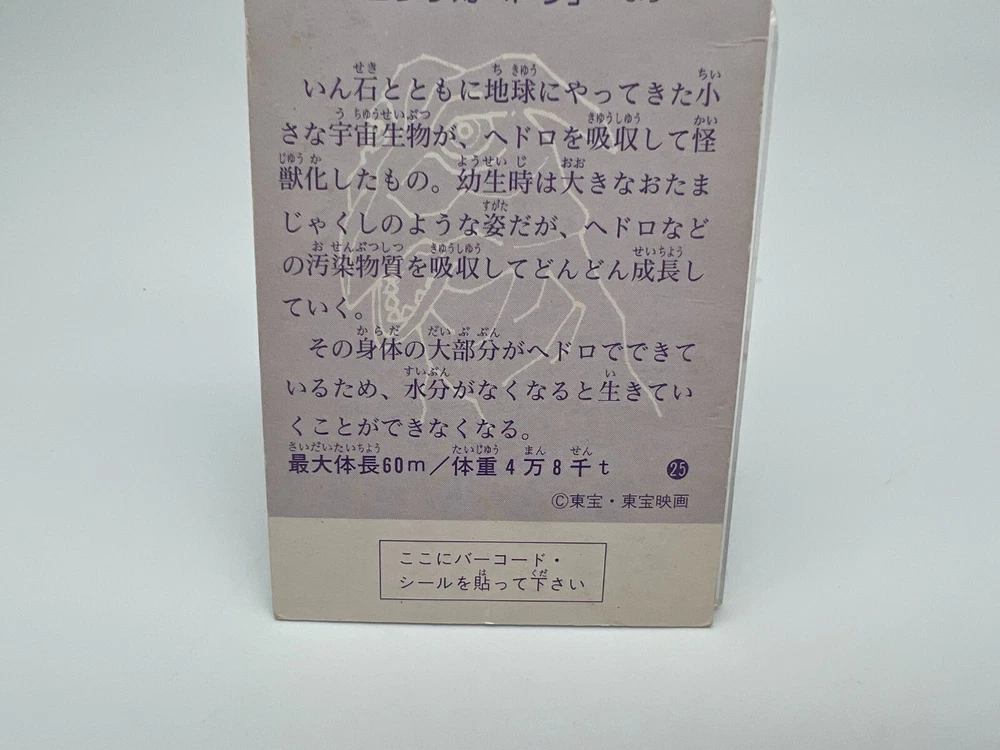 いん石とともに地球にやってきた小
さな宇宙生物が、ヘドロを吸収して怪
獣化したもの。幼生時は大きなおたま
じゃくしのような姿だが、ヘドロなど
の汚染物質を吸収してどんどん成長し
ていく。
その身体の大部分がヘドロでできて
いるため、水分がなくなると生きてい
くことができなくなる。
最大体長60m/体重4万8千t 25
©東宝・東宝映画
ここにバーコード・
シールを貼って下さい